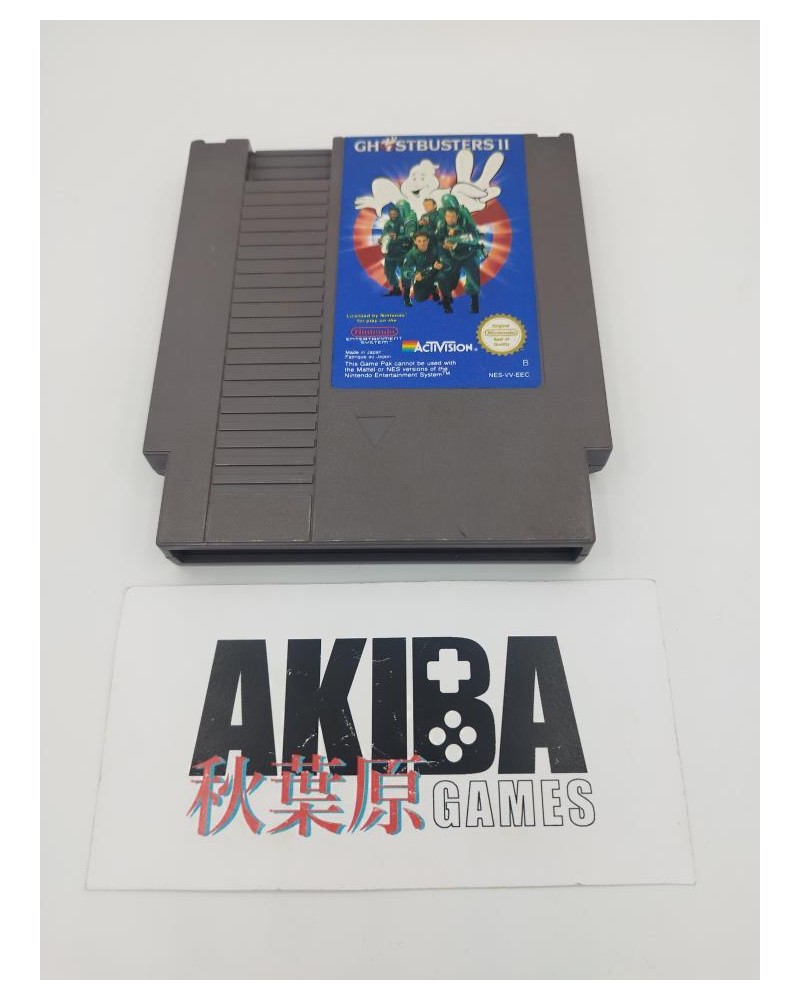 GHOSTBUSTERS II
Licensed by Nintendo
for play on the
Nintendo
ENTERTAINMENT
SYSTEM™
ACTIVISION®
Original
Nintendo
Seal of
Quality
Made in Japan
Fabriqué au Japon
This Game Pak cannot be used with
the Mattel or NES versions of the
Nintendo Entertainment System™
B
NES-VV-EEC
AKIBA
秋葉原 GAMES